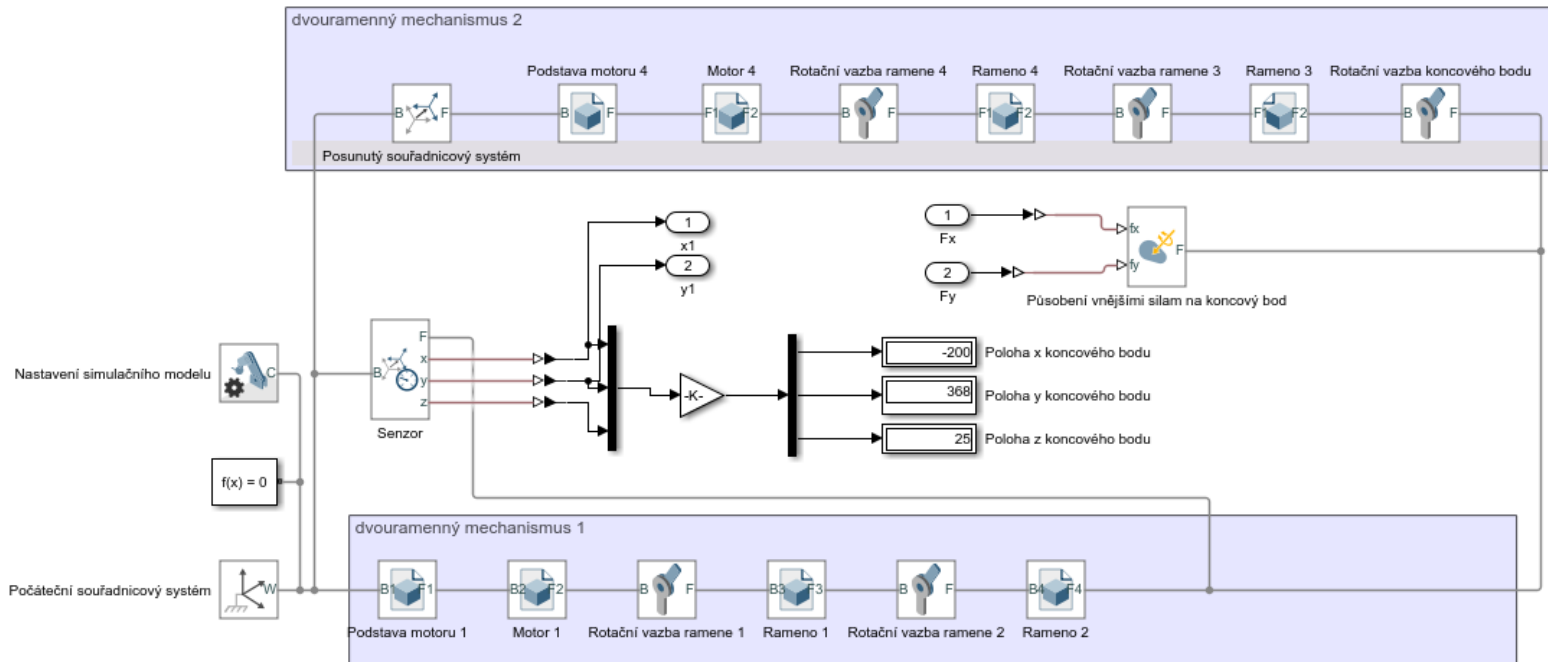 dvouramenný mechanismus 2
Podstava motoru 4
Motor 4
Rotační vazba ramene 4
Rameno 4
Rotační vazba ramene 3
Rameno 3
Rotační vazba koncového bodu
B F
B F
F1 F2
B F
F1 F2
B F
F1 F2
B F
Posunutý souřadnicový systém
1
x1
2
y1
1
Fx
2
Fy
fx
fy
F
Působení vnějšími silam na koncový bod
Nastavení simulačního modelu
C
B
F
x
y
z
Senzor
-K-
-200
Poloha x koncového bodu
368
Poloha y koncového bodu
25
Poloha z koncového bodu
f(x) = 0
dvouramenný mechanismus 1
Počáteční souřadnicový systém
W
B1 F1
B2 F2
B F
B3 F3
B F
B4 F4
Podstava motoru 1
Motor 1
Rotační vazba ramene 1
Rameno 1
Rotační vazba ramene 2
Rameno 2